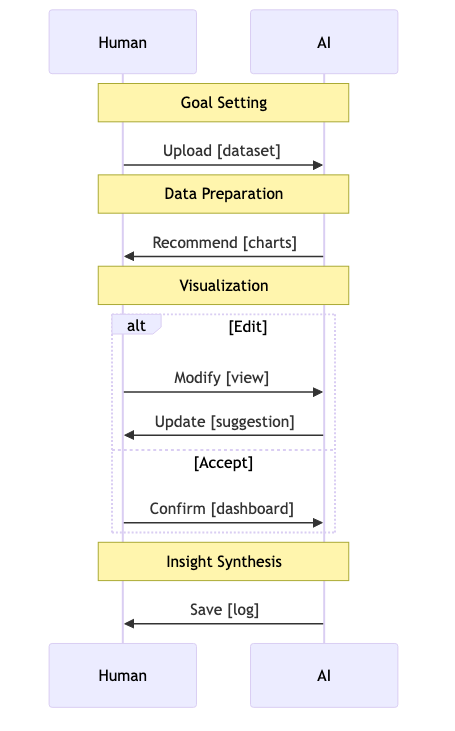 Human
AI
Goal Setting
Upload [dataset]
Data Preparation
Recommend [charts]
Visualization
alt
[Edit]
Modify [view]
Update [suggestion]
[Accept]
Confirm [dashboard]
Insight Synthesis
Save [log]
Human
AI